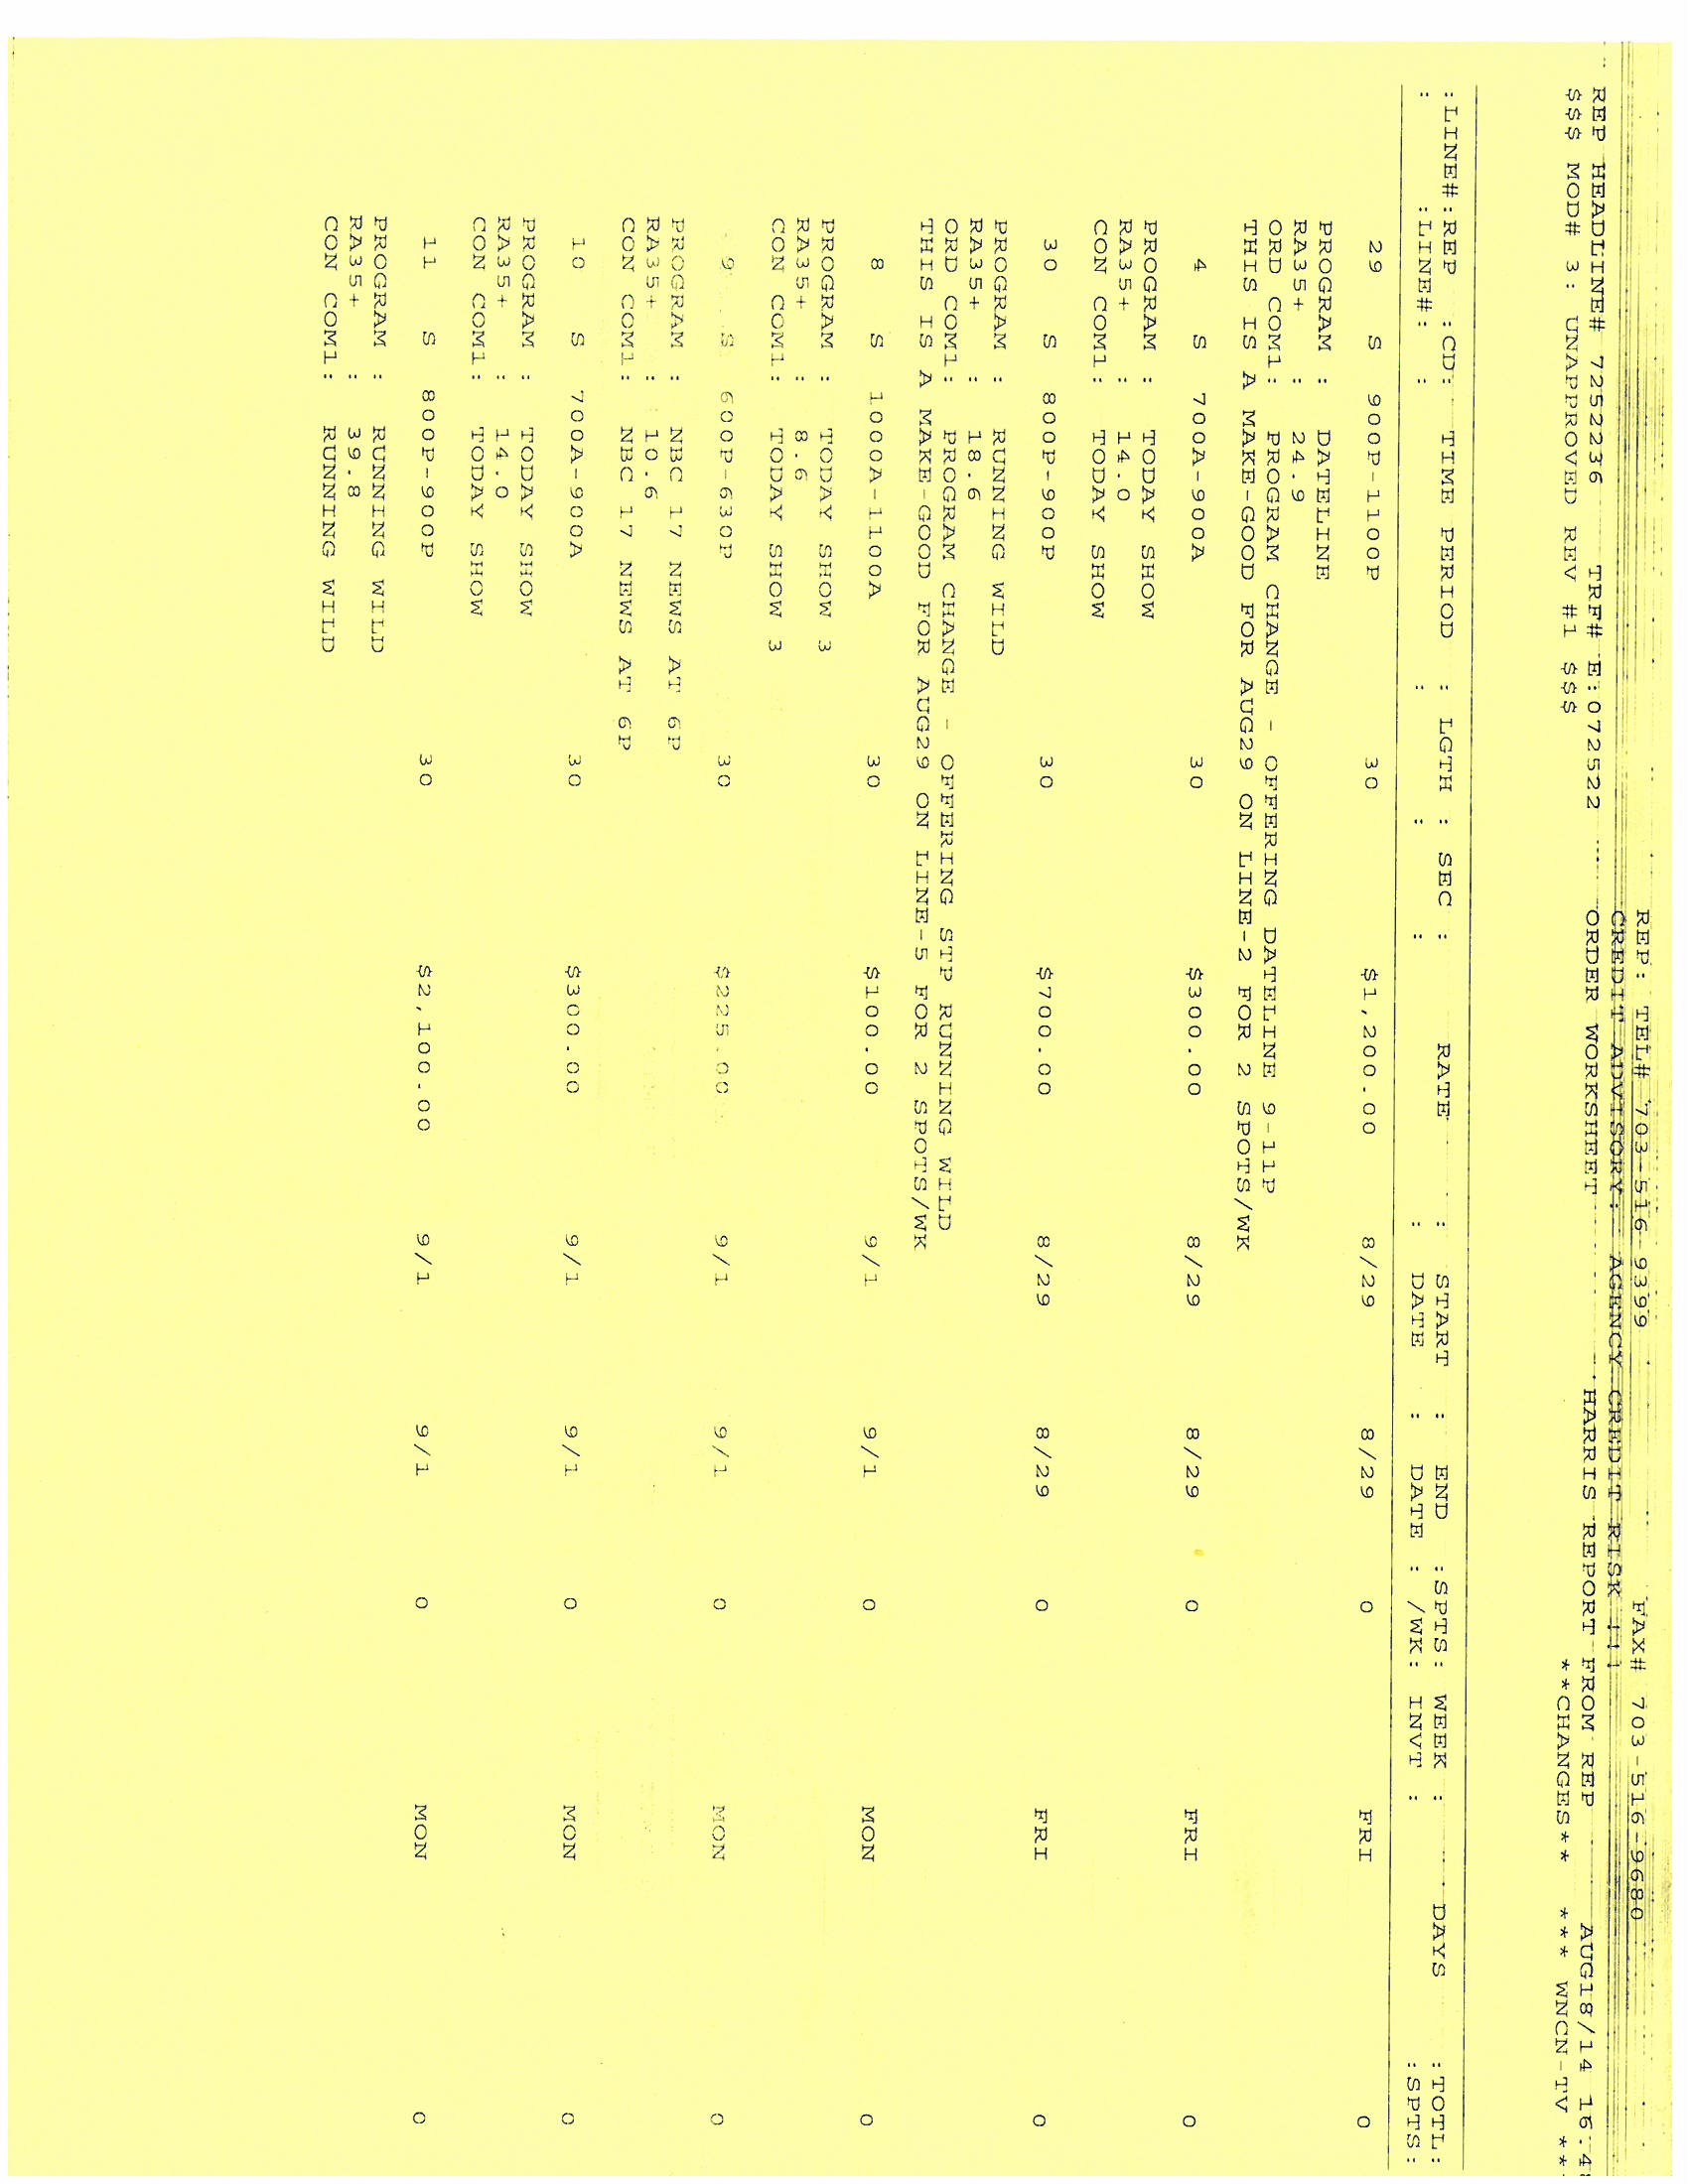 REP: TEL# 703-516-9399 FAX# 703-516-9680
CREDIT ADVISORY: AGENCY CREDIT RISK !!!
REP HEADLINE# 7252236 TRF# E:072522 ORDER WORKSHEET HARRIS REPORT FROM REP AUG18/14 16:4
$$$ MOD# 3: UNAPPROVED REV #1 $$$ **CHANGES** *** WNCN-TV **
:LINE#:REP :CD: TIME PERIOD : LGTH : SEC : RATE : START : END :SPTS: WEEK : DAYS :TOTL:
: :LINE#: : : : : : DATE : DATE : /WK: INVT : :SPTS:
29 S 900P-1100P 30 $1,200.00 8/29 8/29 0 FRI 0
PROGRAM : DATELINE
RA35+ : 24.9
ORD COM1: PROGRAM CHANGE - OFFERING DATELINE 9-11P
THIS IS A MAKE-GOOD FOR AUG29 ON LINE-2 FOR 2 SPOTS/WK
4 S 700A-900A 30 $300.00 8/29 8/29 0 FRI 0
PROGRAM : TODAY SHOW
RA35+ : 14.0
CON COM1: TODAY SHOW
30 S 800P-900P 30 $700.00 8/29 8/29 0 FRI 0
PROGRAM : RUNNING WILD
RA35+ : 18.6
ORD COM1: PROGRAM CHANGE - OFFERING STP RUNNING WILD
THIS IS A MAKE-GOOD FOR AUG29 ON LINE-5 FOR 2 SPOTS/WK
8 S 1000A-1100A 30 $100.00 9/1 9/1 0 MON 0
PROGRAM : TODAY SHOW 3
RA35+ : 8.6
CON COM1: TODAY SHOW 3
9 S 600P-630P 30 $225.00 9/1 9/1 0 MON 0
PROGRAM : NBC 17 NEWS AT 6P
RA35+ : 10.6
CON COM1: NBC 17 NEWS AT 6P
10 S 700A-900A 30 $300.00 9/1 9/1 0 MON 0
PROGRAM : TODAY SHOW
RA35+ : 14.0
CON COM1: TODAY SHOW
11 S 800P-900P 30 $2,100.00 9/1 9/1 0 MON 0
PROGRAM : RUNNING WILD
RA35+ : 39.8
CON COM1: RUNNING WILD